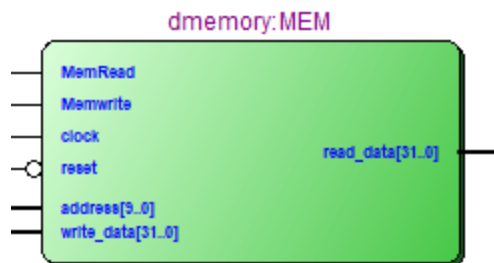 dmemory:MEM
MemRead
Memwrite
clock
reset
read_data[31..0]
address[9..0]
write_data[31..0]